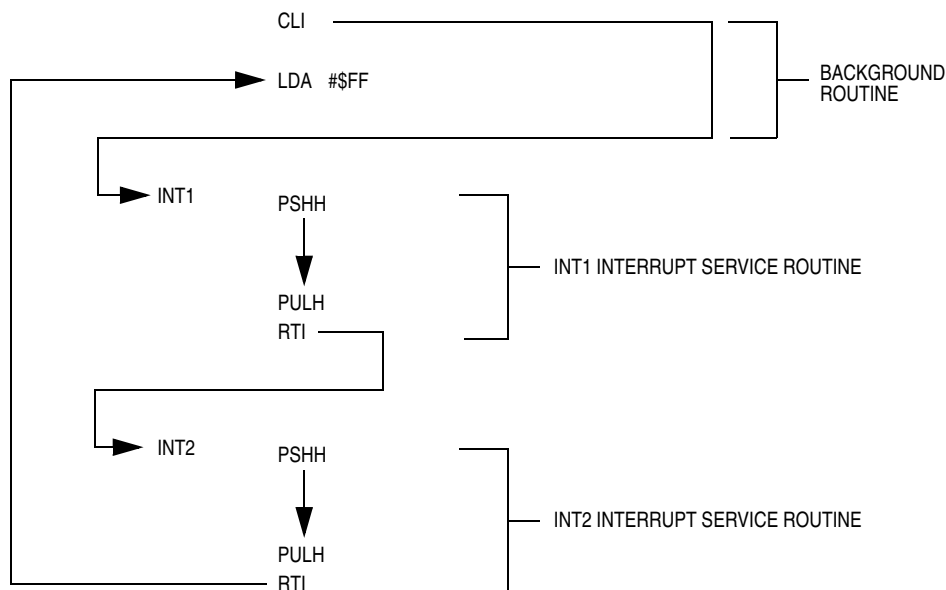 CLI
LDA #$FF
BACKGROUND
ROUTINE
INT1
PSHH
INT1 INTERRUPT SERVICE ROUTINE
PULH
RTI
INT2
PSHH
INT2 INTERRUPT SERVICE ROUTINE
PULH
RTI